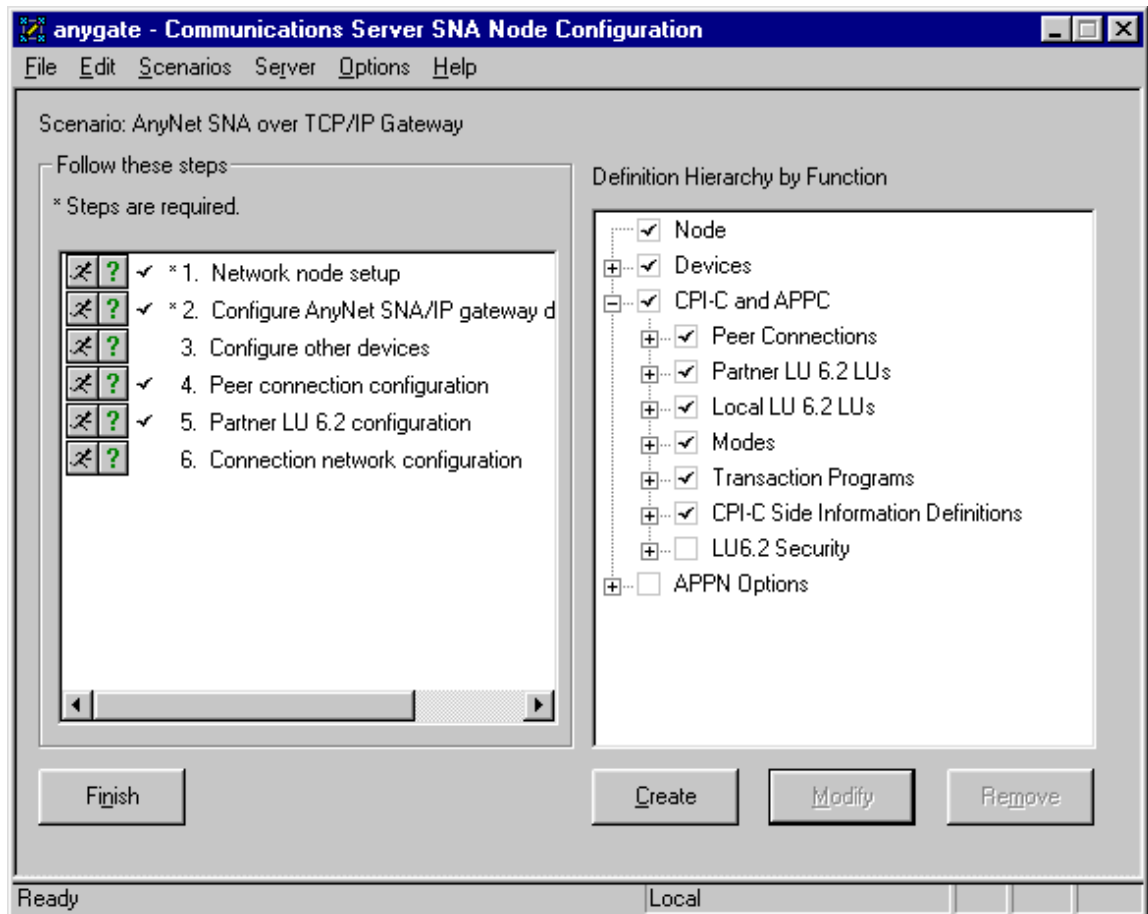 anygate - Communications Server SNA Node Configuration
File Edit Scenarios Server Options Help
Scenario: AnyNet SNA over TCP/IP Gateway
Follow these steps
* Steps are required.
? * 1. Network node setup
? * 2. Configure AnyNet SNA/IP gateway d
? 3. Configure other devices
? 4. Peer connection configuration
? 5. Partner LU 6.2 configuration
? 6. Connection network configuration
Finish
Definition Hierarchy by Function
Node
Devices
CPI-C and APPC
Peer Connections
Partner LU 6.2 LUs
Local LU 6.2 LUs
Modes
Transaction Programs
CPI-C Side Information Definitions
LU6.2 Security
APPN Options
Create Modify Remove
Ready Local